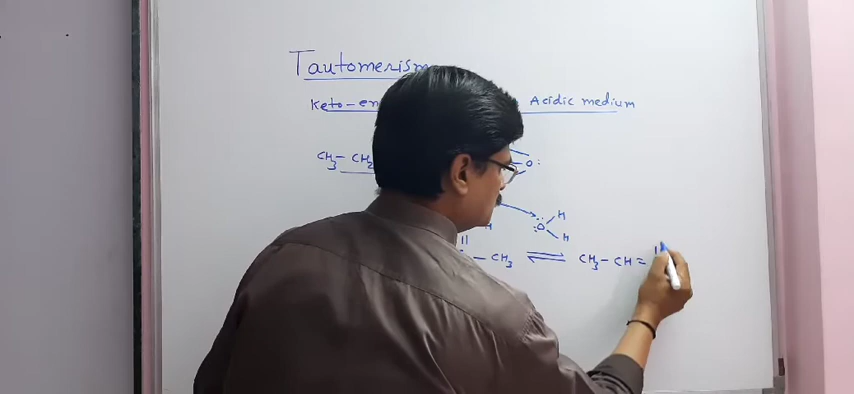 Tautomerism
Keto-en Acidic medium
CH3-CH2 O:
H
H :Ö
H
-CH3 ⇌ CH3-CH=